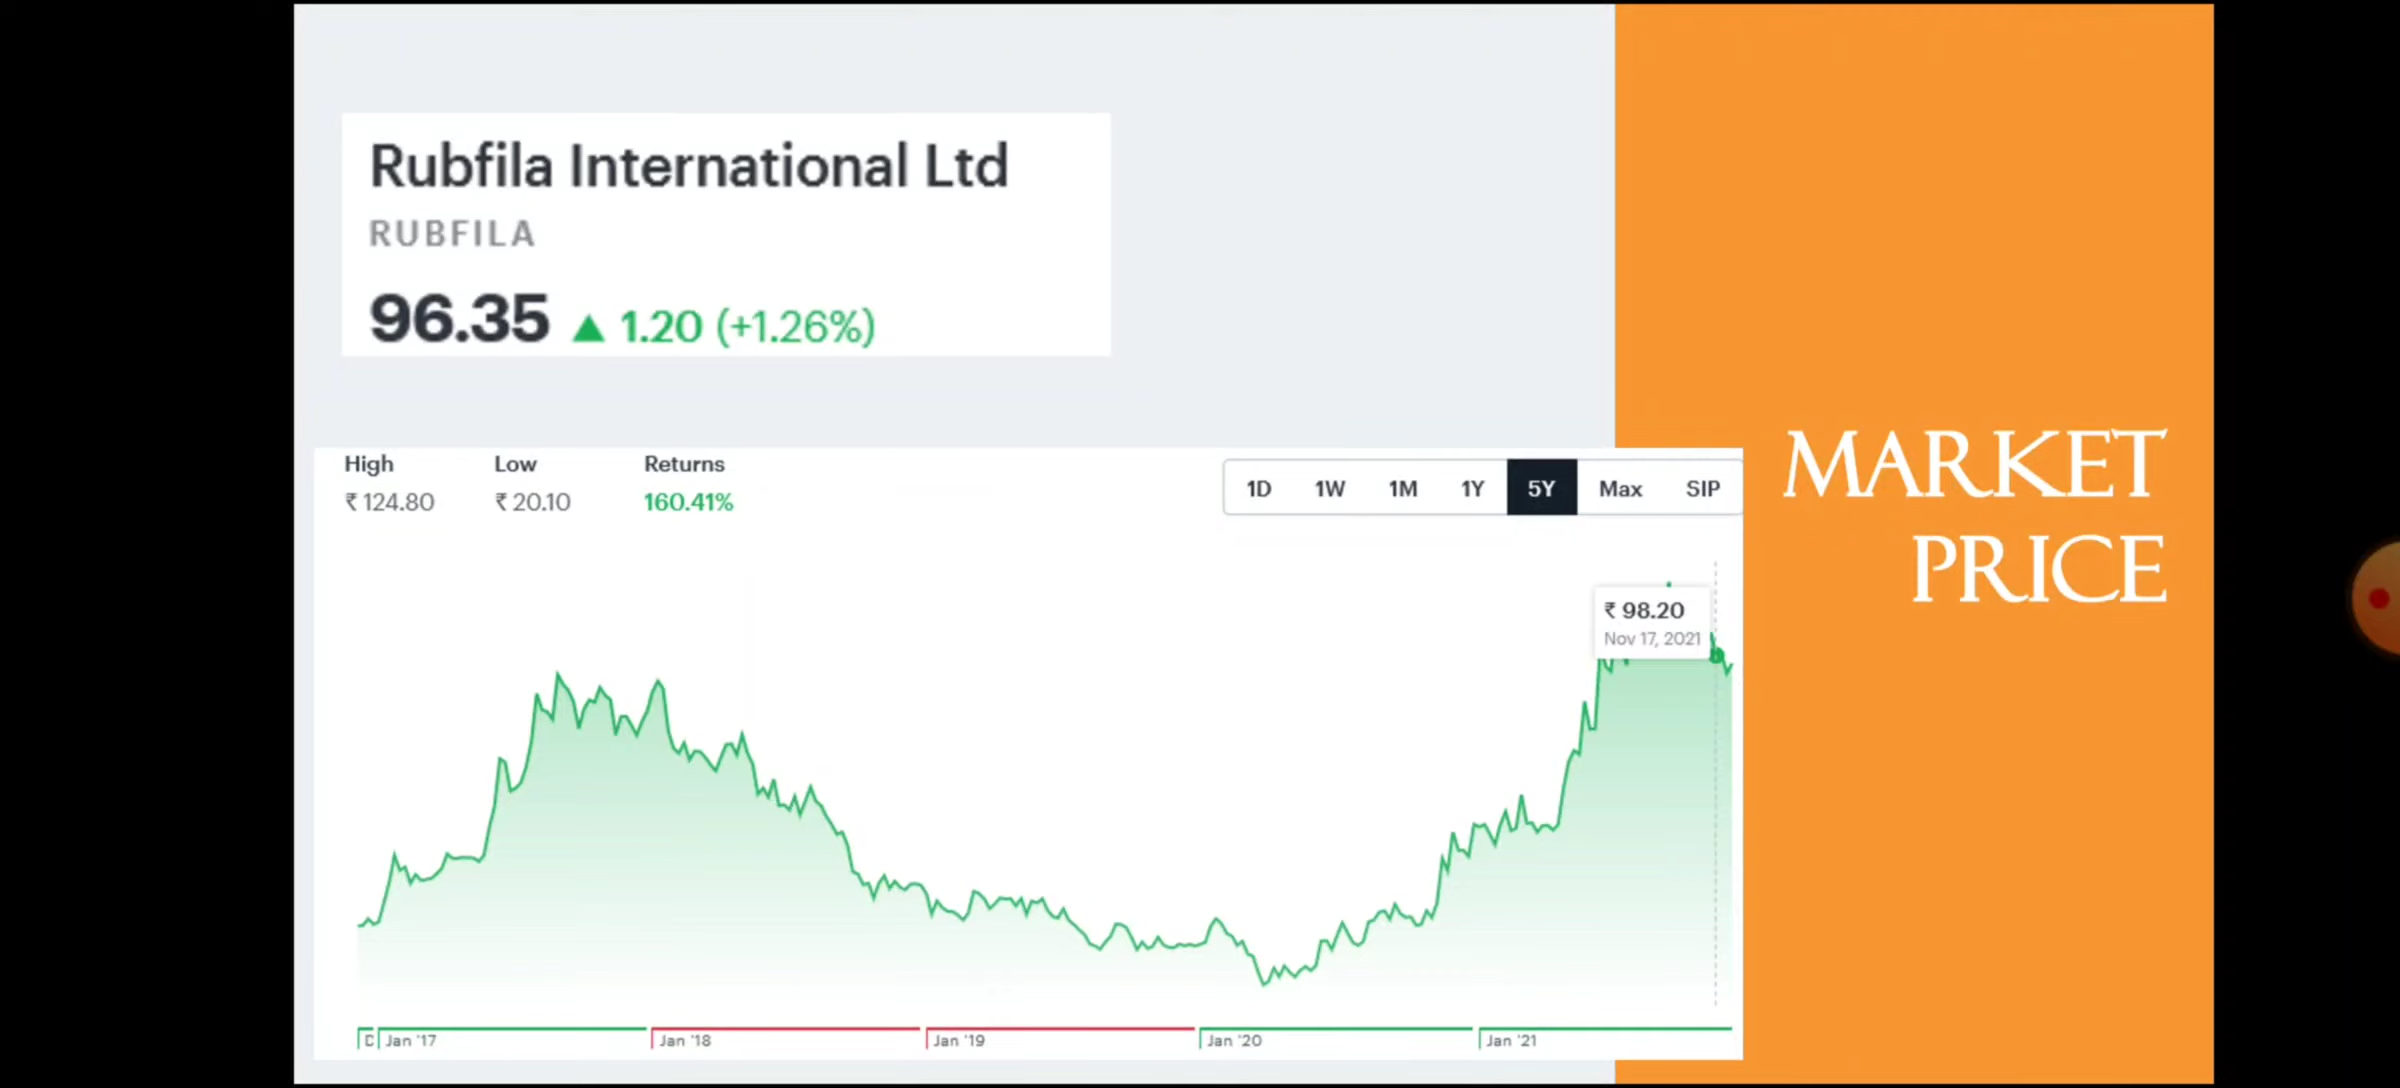 Rubfila International Ltd
RUBFILA
96.35 ▲ 1.20 (+1.26%)
High Low Returns
₹ 124.80 ₹ 20.10 160.41%
1D 1W 1M 1Y 5Y Max SIP
MARKET
PRICE
₹ 98.20
Nov 17, 2021
Jan '17 Jan '18 Jan '19 Jan '20 Jan '21